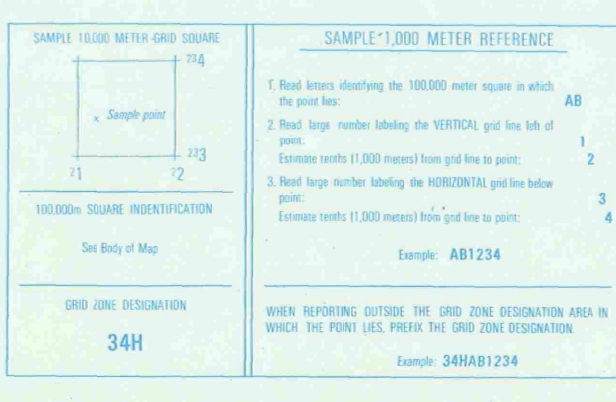 SAMPLE 10,000 METER GRID SQUARE
234
× Sample point
233
21
22
100,000m SQUARE INDENTIFICATION
See Body of Map
GRID ZONE DESIGNATION
34H
SAMPLE 1,000 METER REFERENCE
1. Read letters identifying the 100,000 meter square in which
the point lies: AB
2. Read large number labeling the VERTICAL grid line left of
point: 1
Estimate tenths (1,000 meters) from grid line to point: 2
3. Read large number labeling the HORIZONTAL grid line below
point: 3
Estimate tenths (1,000 meters) from grid line to point: 4
Example: AB1234
WHEN REPORTING OUTSIDE THE GRID ZONE DESIGNATION AREA IN
WHICH THE POINT LIES, PREFIX THE GRID ZONE DESIGNATION.
Example: 34HAB1234